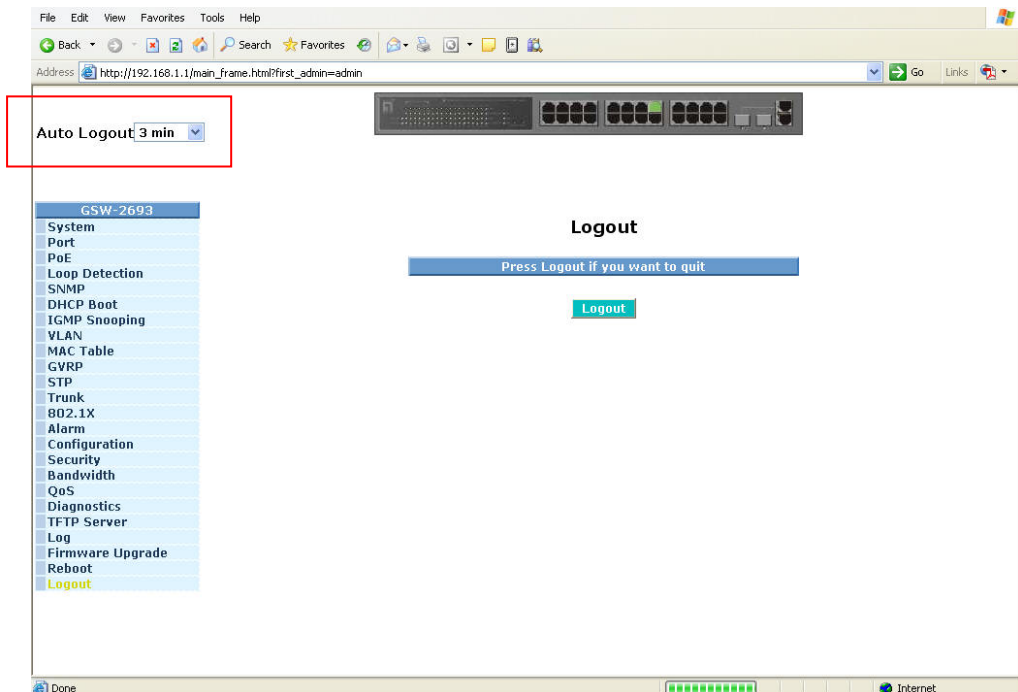 File Edit View Favorites Tools Help
Back Search Favorites
Address http://192.168.1.1/main_frame.html?first_admin=admin Go Links
Auto Logout 3 min
GSW-2693
System
Port
PoE
Loop Detection
SNMP
DHCP Boot
IGMP Snooping
VLAN
MAC Table
GVRP
STP
Trunk
802.1X
Alarm
Configuration
Security
Bandwidth
QoS
Diagnostics
TFTP Server
Log
Firmware Upgrade
Reboot
Logout
Logout
Press Logout if you want to quit
Logout
Done Internet